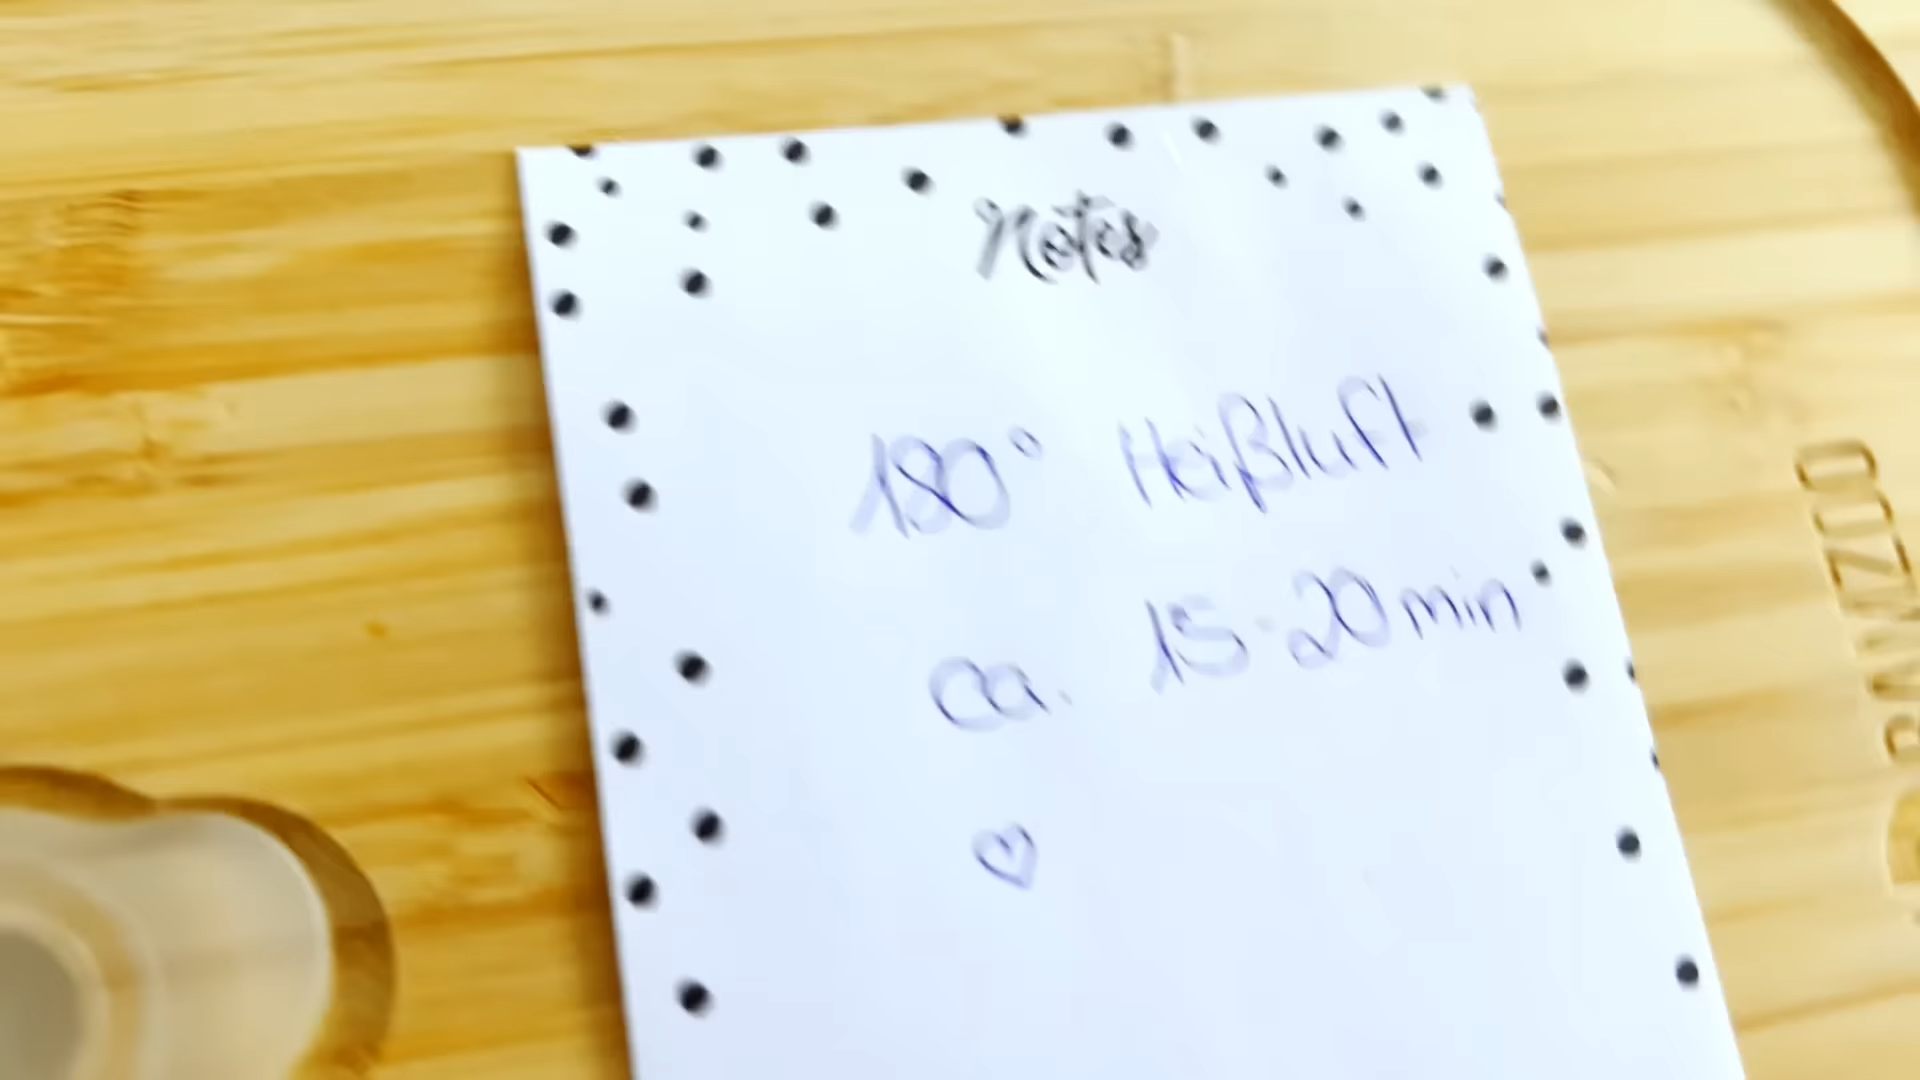 Notes
180° Heißluft
ca. 15-20 min
♡